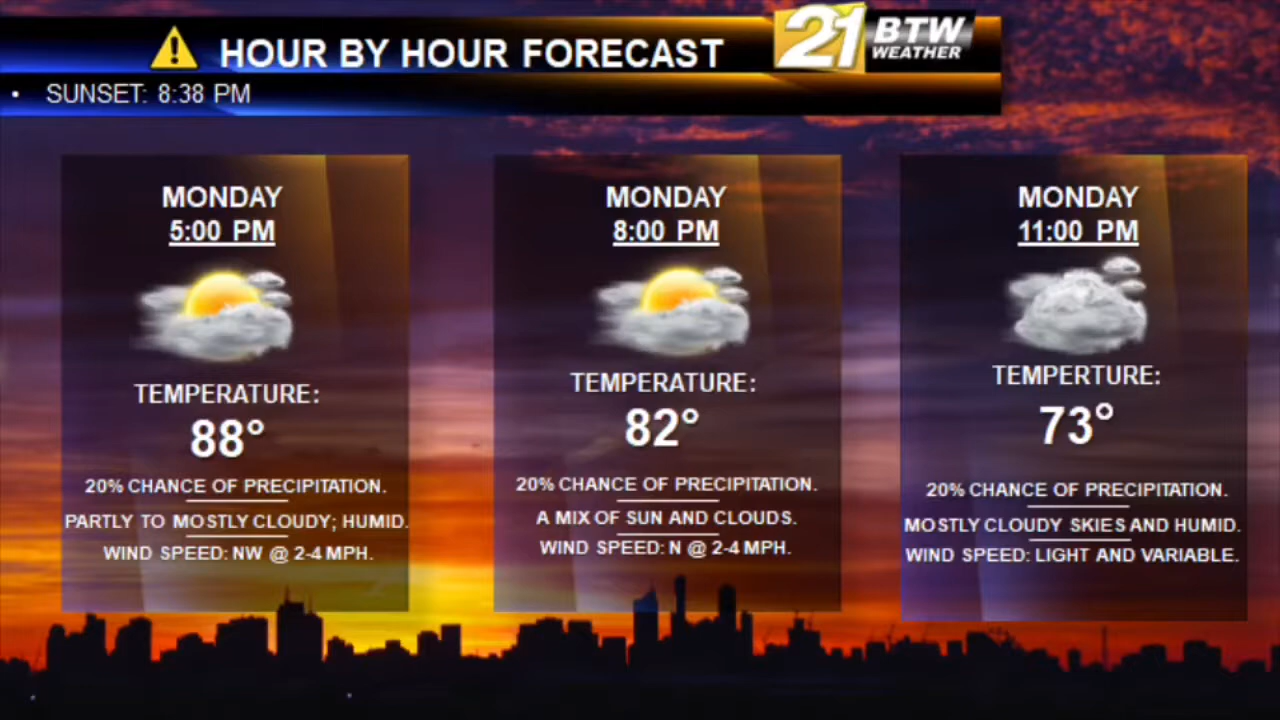 HOUR BY HOUR FORECAST
21 BTW
WEATHER
• SUNSET: 8:38 PM
MONDAY
5:00 PM
TEMPERATURE:
88°
20% CHANCE OF PRECIPITATION.
PARTLY TO MOSTLY CLOUDY; HUMID.
WIND SPEED: NW @ 2-4 MPH.
MONDAY
8:00 PM
TEMPERATURE:
82°
20% CHANCE OF PRECIPITATION.
A MIX OF SUN AND CLOUDS.
WIND SPEED: N @ 2-4 MPH.
MONDAY
11:00 PM
TEMPERTURE:
73°
20% CHANCE OF PRECIPITATION.
MOSTLY CLOUDY SKIES AND HUMID.
WIND SPEED: LIGHT AND VARIABLE.